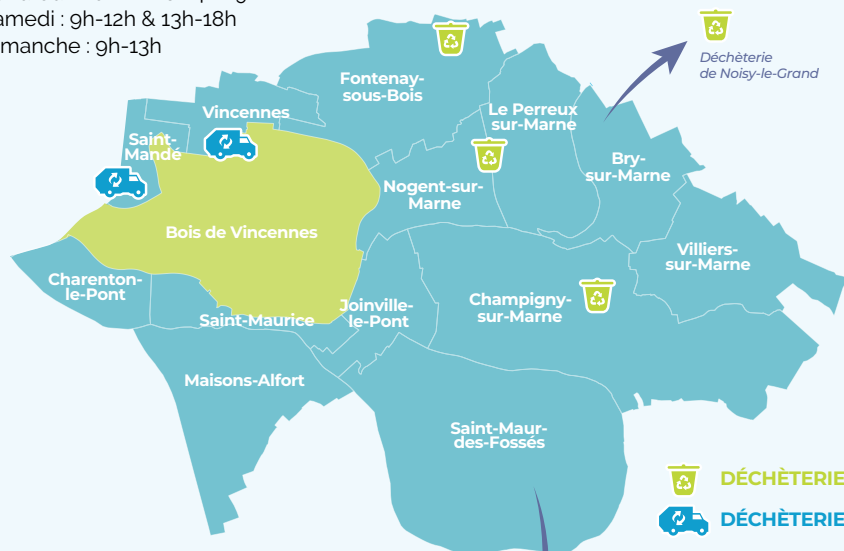 amedi : 9h-12h & 13h-18h
manche : 9h-13h
Déchèterie
de Noisy-le-Grand
Fontenay-
sous-Bois
Le Perreux
sur-Marne
Vincennes
Saint-
Mandé
Bry-
sur-Marne
Nogent-sur-
Marne
Bois de Vincennes
Villiers-
sur-Marne
Charenton-
le-Pont
Champigny-
sur-Marne
Joinville-
le-Pont
Saint-Maurice
Maisons-Alfort
Saint-Maur-
des-Fossés
DÉCHÈTERIE
DÉCHÈTERIE